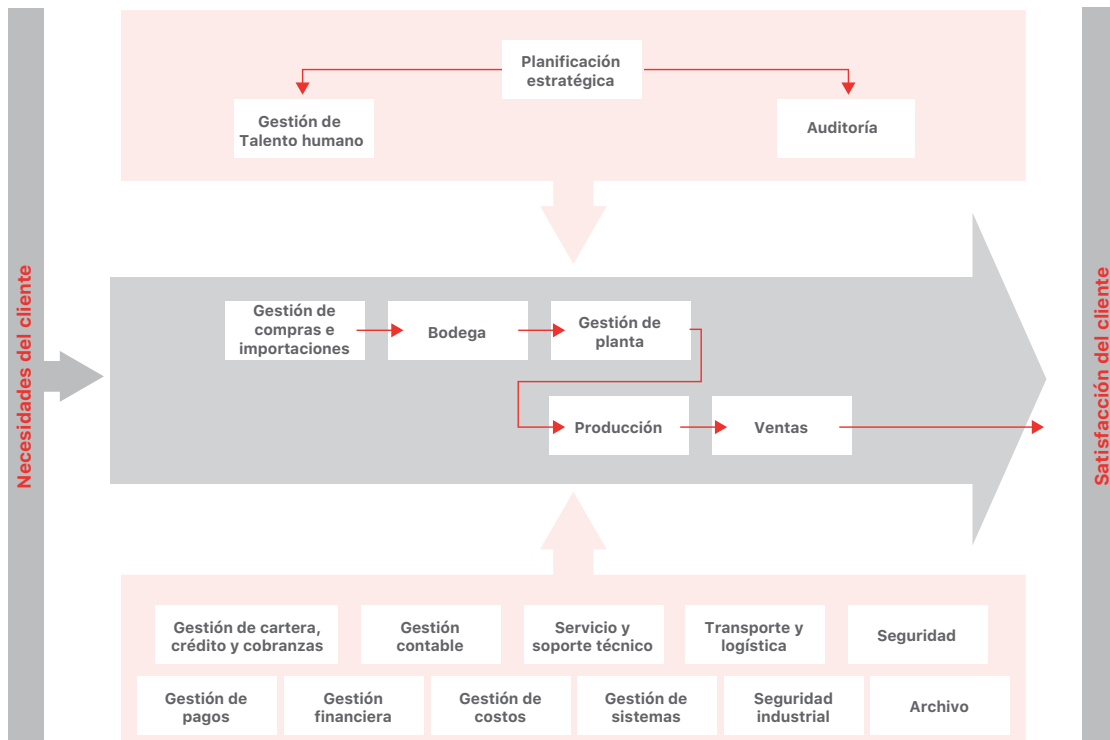 Planificación
estratégica
Gestión de
Talento humano
Auditoría
Necesidades del cliente
Gestión de
compras e
importaciones
Bodega
Gestión de
planta
Producción
Ventas
Satisfacción del cliente
Gestión de cartera,
crédito y cobranzas
Gestión
contable
Servicio y
soporte técnico
Transporte y
logística
Seguridad
Gestión de
pagos
Gestión
financiera
Gestión de
costos
Gestión de
sistemas
Seguridad
industrial
Archivo